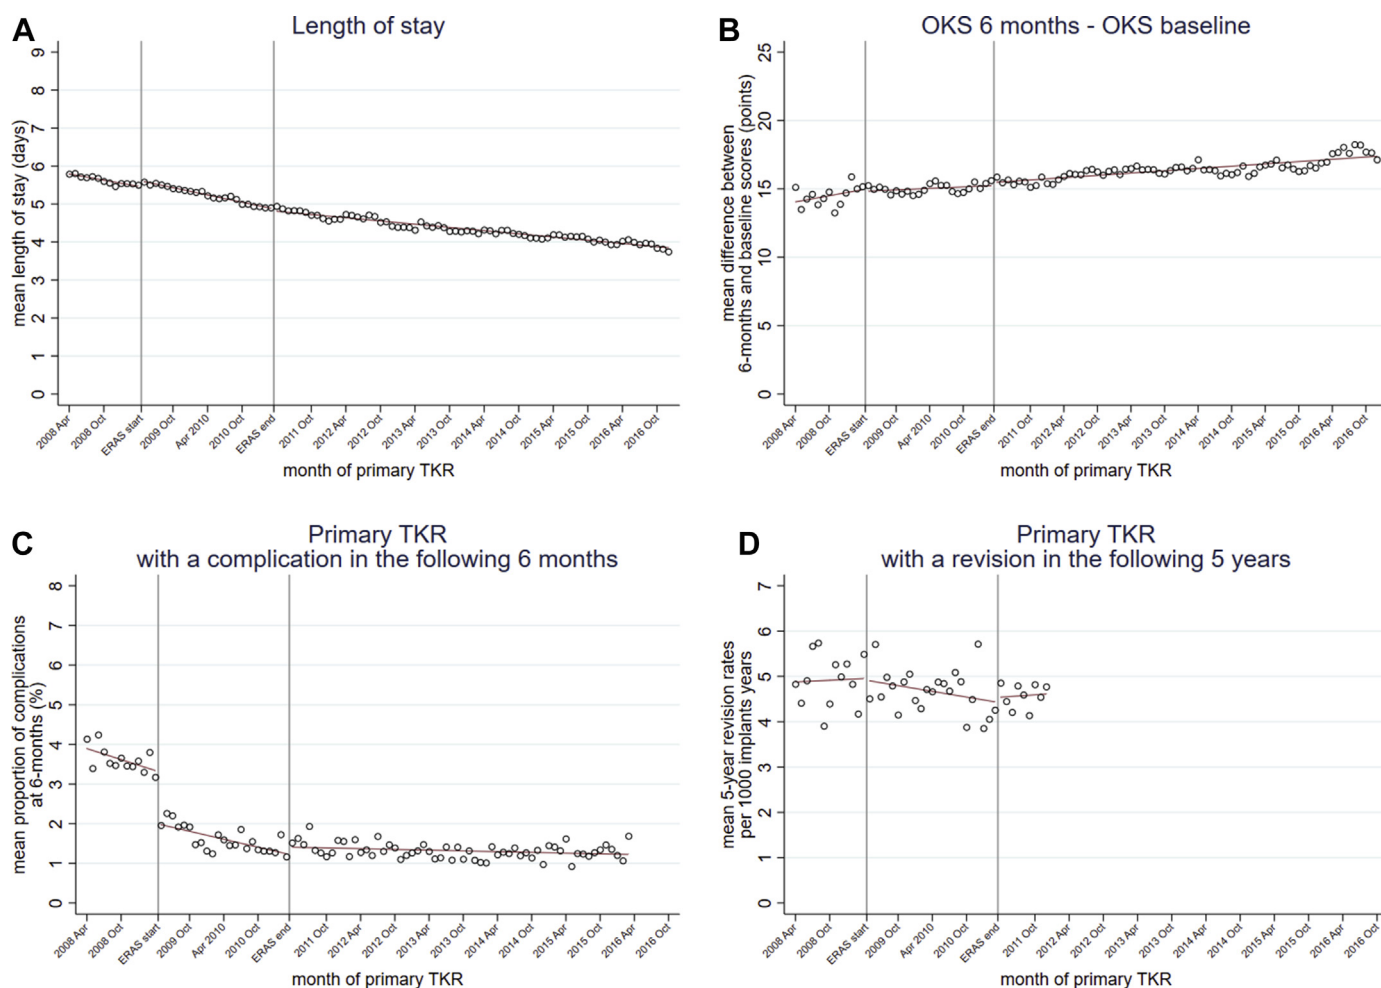 A
Length of stay
mean length of stay (days)
9
8
7
6
5
4
3
2
1
0
2008 Apr
2008 Oct
ERAS start
2009 Oct
Apr 2010
2010 Oct
ERAS end
2011 Oct
2012 Apr
2012 Oct
2013 Apr
2013 Oct
2014 Apr
2014 Oct
2015 Apr
2015 Oct
2016 Apr
2016 Oct
month of primary TKR
B
OKS 6 months - OKS baseline
mean difference between
6-months and baseline scores (points)
25
20
15
10
5
0
2008 Apr
2008 Oct
ERAS start
2009 Oct
Apr 2010
2010 Oct
ERAS end
2011 Oct
2012 Apr
2012 Oct
2013 Apr
2013 Oct
2014 Apr
2014 Oct
2015 Apr
2015 Oct
2016 Apr
2016 Oct
month of primary TKR
C
Primary TKR
with a complication in the following 6 months
mean proportion of complications
at 6-months (%)
8
7
6
5
4
3
2
1
0
2008 Apr
2008 Oct
ERAS start
2009 Oct
Apr 2010
2010 Oct
ERAS end
2011 Oct
2012 Apr
2012 Oct
2013 Apr
2013 Oct
2014 Apr
2014 Oct
2015 Apr
2015 Oct
2016 Apr
2016 Oct
month of primary TKR
D
Primary TKR
with a revision in the following 5 years
mean 5-year revision rates
per 1000 implants years
7
6
5
4
3
2
1
0
2008 Apr
2008 Oct
ERAS start
2009 Oct
Apr 2010
2010 Oct
ERAS end
2011 Oct
2012 Apr
2012 Oct
2013 Apr
2013 Oct
2014 Apr
2014 Oct
2015 Apr
2015 Oct
2016 Apr
2016 Oct
month of primary TKR